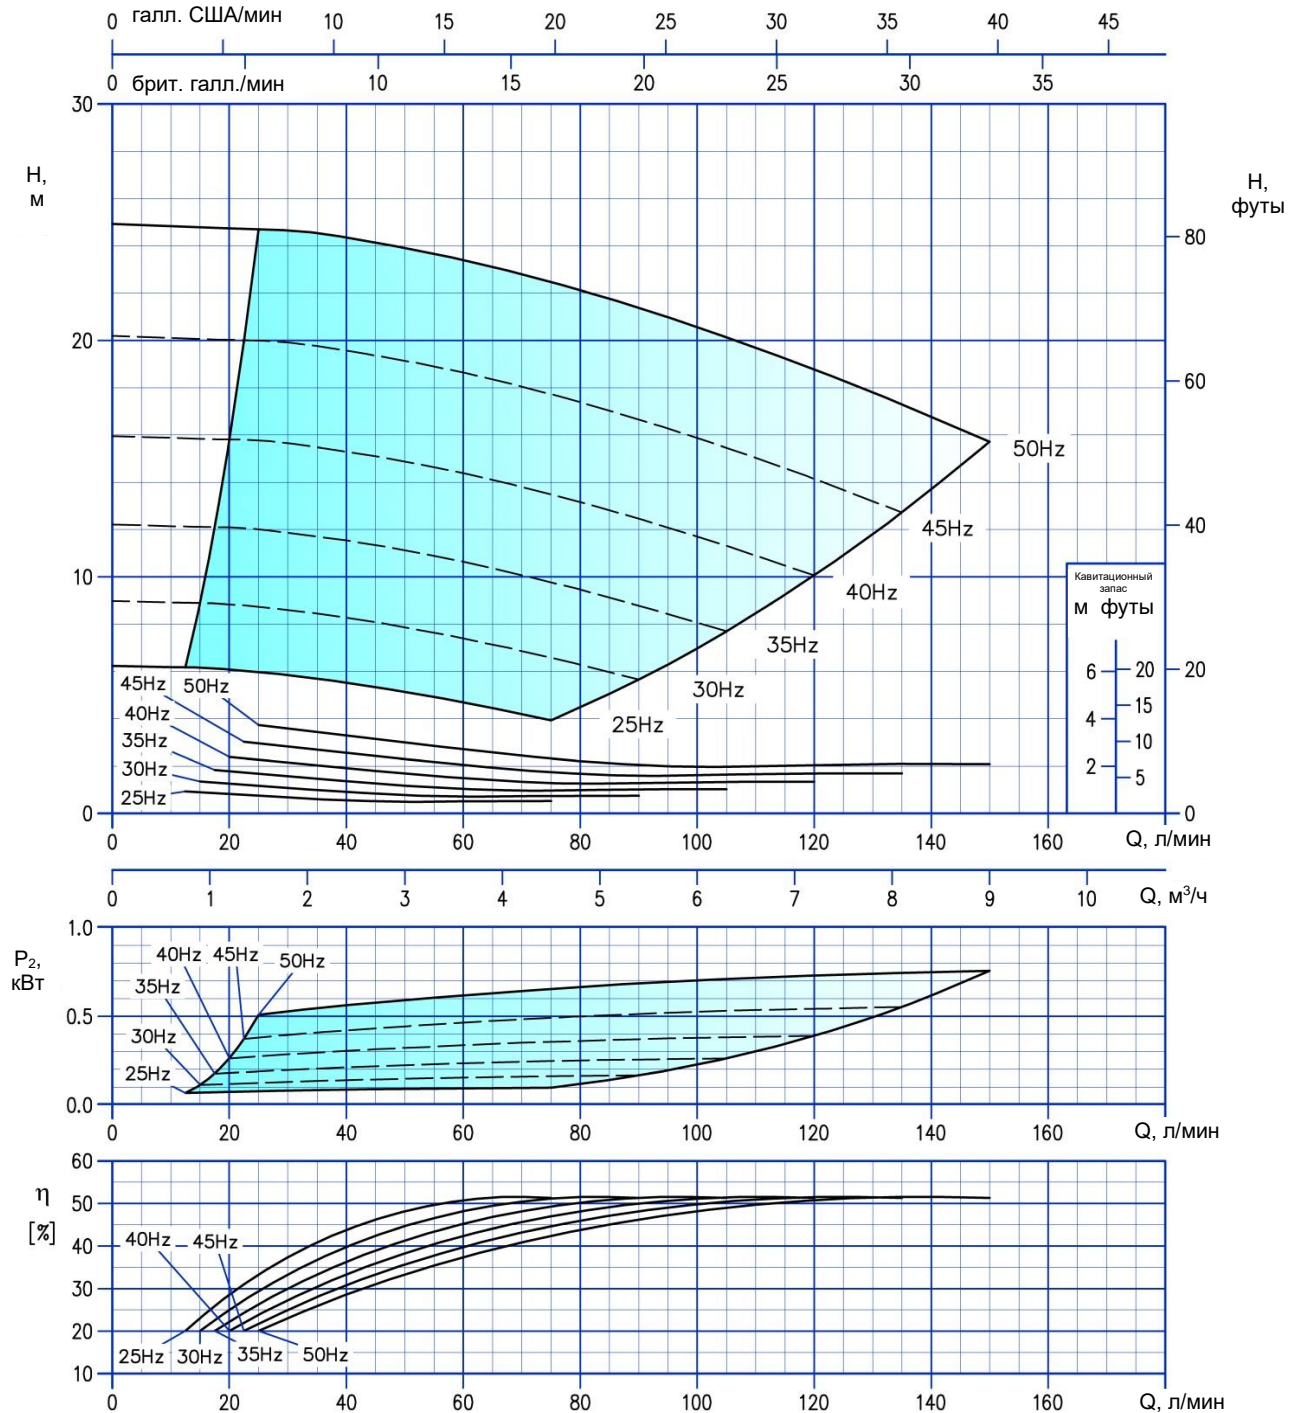 0 галл. США/мин 10 15 20 25 30 35 40 45
0 брит. галл./мин 10 15 20 25 30 35
30
20
10
0
H,
м
H,
футы
80
60
40
20
0
50Hz
45Hz
40Hz
35Hz
30Hz
25Hz
Кавитационный
запас
м футы
6 20
15
4
10
2
5
45Hz 50Hz
40Hz
35Hz
30Hz
25Hz
0 20 40 60 80 100 120 140 160 Q, л/мин
0 1 2 3 4 5 6 7 8 9 10 Q, м³/ч
P₂,
кВт
1.0
0.5
0.0
40Hz 45Hz 50Hz
35Hz
30Hz
25Hz
0 20 40 60 80 100 120 140 160 Q, л/мин
η
[%]
60
50
40
30
20
10
40Hz 45Hz
25Hz 30Hz 35Hz 50Hz
0 20 40 60 80 100 120 140 160 Q, л/мин